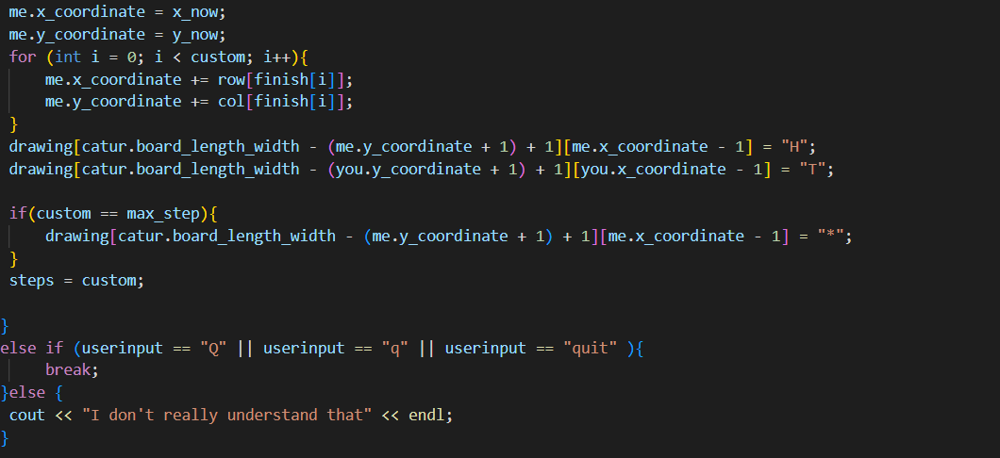 me.x_coordinate = x_now;
me.y_coordinate = y_now;
for (int i = 0; i < custom; i++){
    me.x_coordinate += row[finish[i]];
    me.y_coordinate += col[finish[i]];
}
drawing[catur.board_length_width - (me.y_coordinate + 1) + 1][me.x_coordinate - 1] = "H";
drawing[catur.board_length_width - (you.y_coordinate + 1) + 1][you.x_coordinate - 1] = "T";

if(custom == max_step){
    drawing[catur.board_length_width - (me.y_coordinate + 1) + 1][me.x_coordinate - 1] = "*";
}
steps = custom;

}
else if (userinput == "Q" || userinput == "q" || userinput == "quit" ){
    break;
}else {
cout << "I don't really understand that" << endl;
}